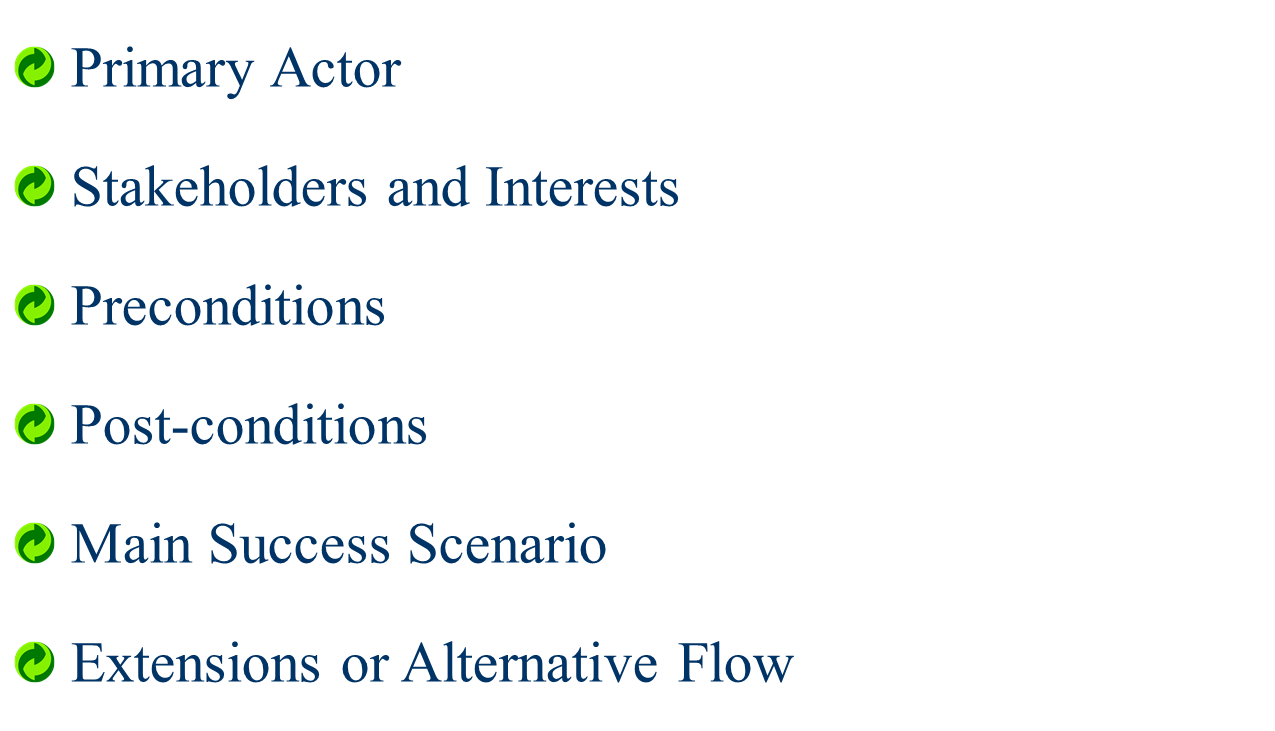 Primary Actor
Stakeholders and Interests
Preconditions
Post-conditions
Main Success Scenario
Extensions or Alternative Flow